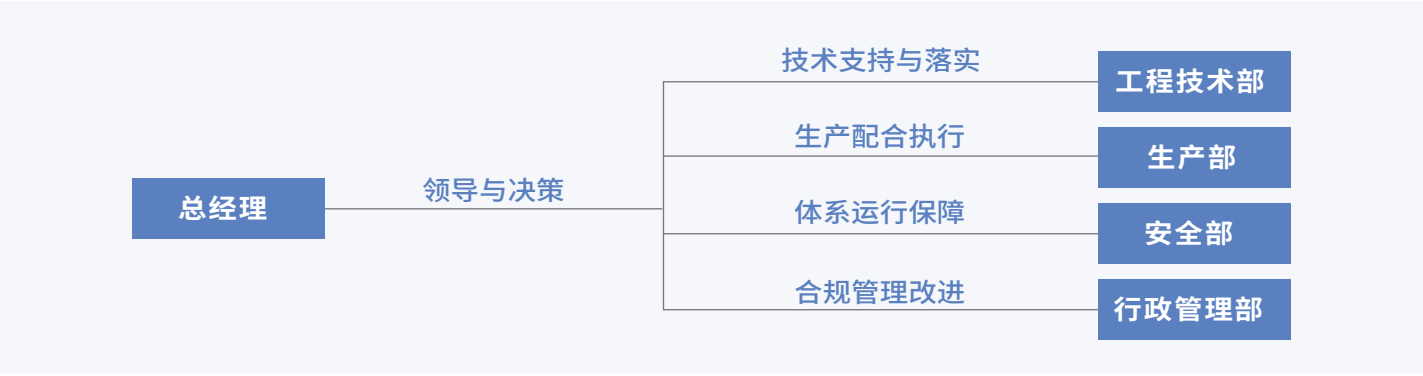 总经理
领导与决策
技术支持与落实
工程技术部
生产配合执行
生产部
体系运行保障
安全部
合规管理改进
行政管理部